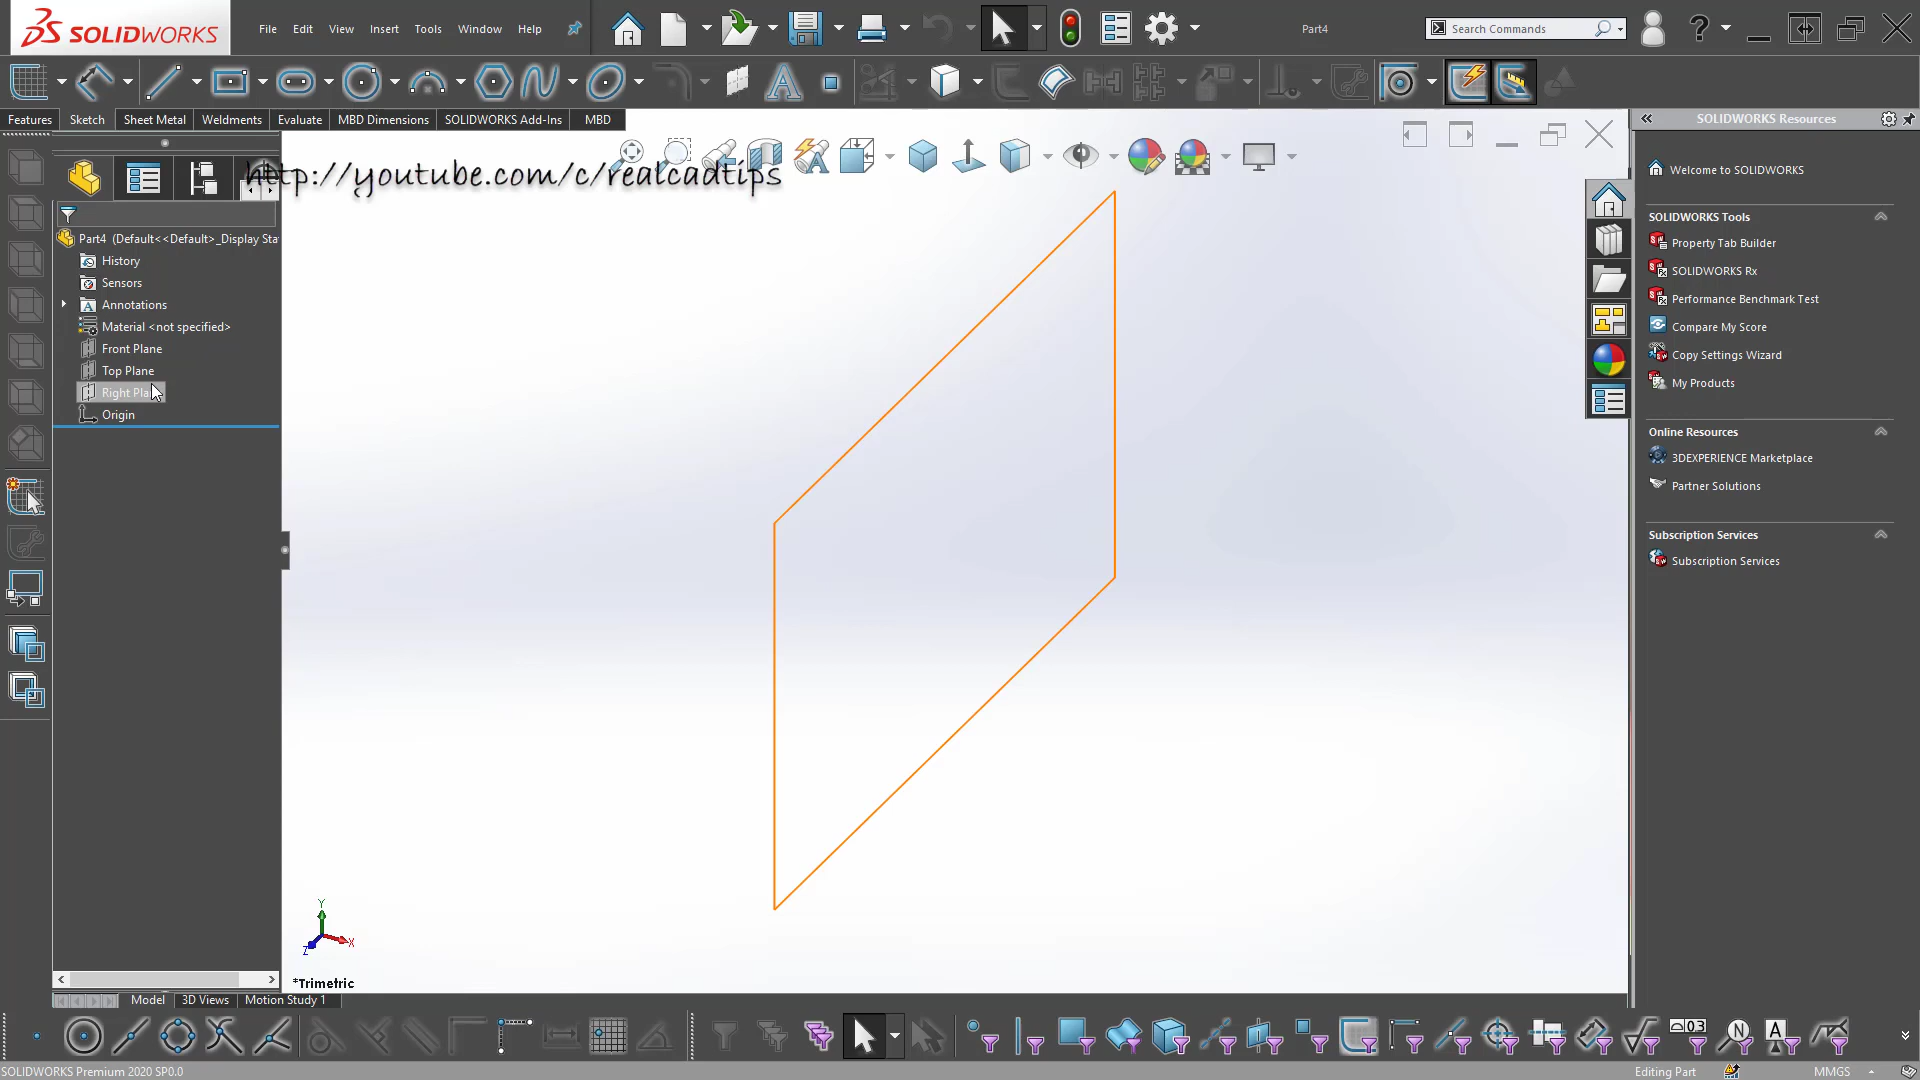 SOLIDWORKS
File Edit View Insert Tools Window Help
Part4
Search Commands
Features Sketch Sheet Metal Weldments Evaluate MBD Dimensions SOLIDWORKS Add-Ins MBD
SOLIDWORKS Resources
http://youtube.com/c/realcadtips
Part4 (Default<<Default>_Display Sta
History
Sensors
Annotations
Material <not specified>
Front Plane
Top Plane
Right Pla
Origin
Welcome to SOLIDWORKS
SOLIDWORKS Tools
Property Tab Builder
SOLIDWORKS Rx
Performance Benchmark Test
Compare My Score
Copy Settings Wizard
My Products
Online Resources
3DEXPERIENCE Marketplace
Partner Solutions
Subscription Services
Subscription Services
Y
X
Z
*Trimetric
Model 3D Views Motion Study 1
SOLIDWORKS Premium 2020 SP0.0
Editing Part
MMGS